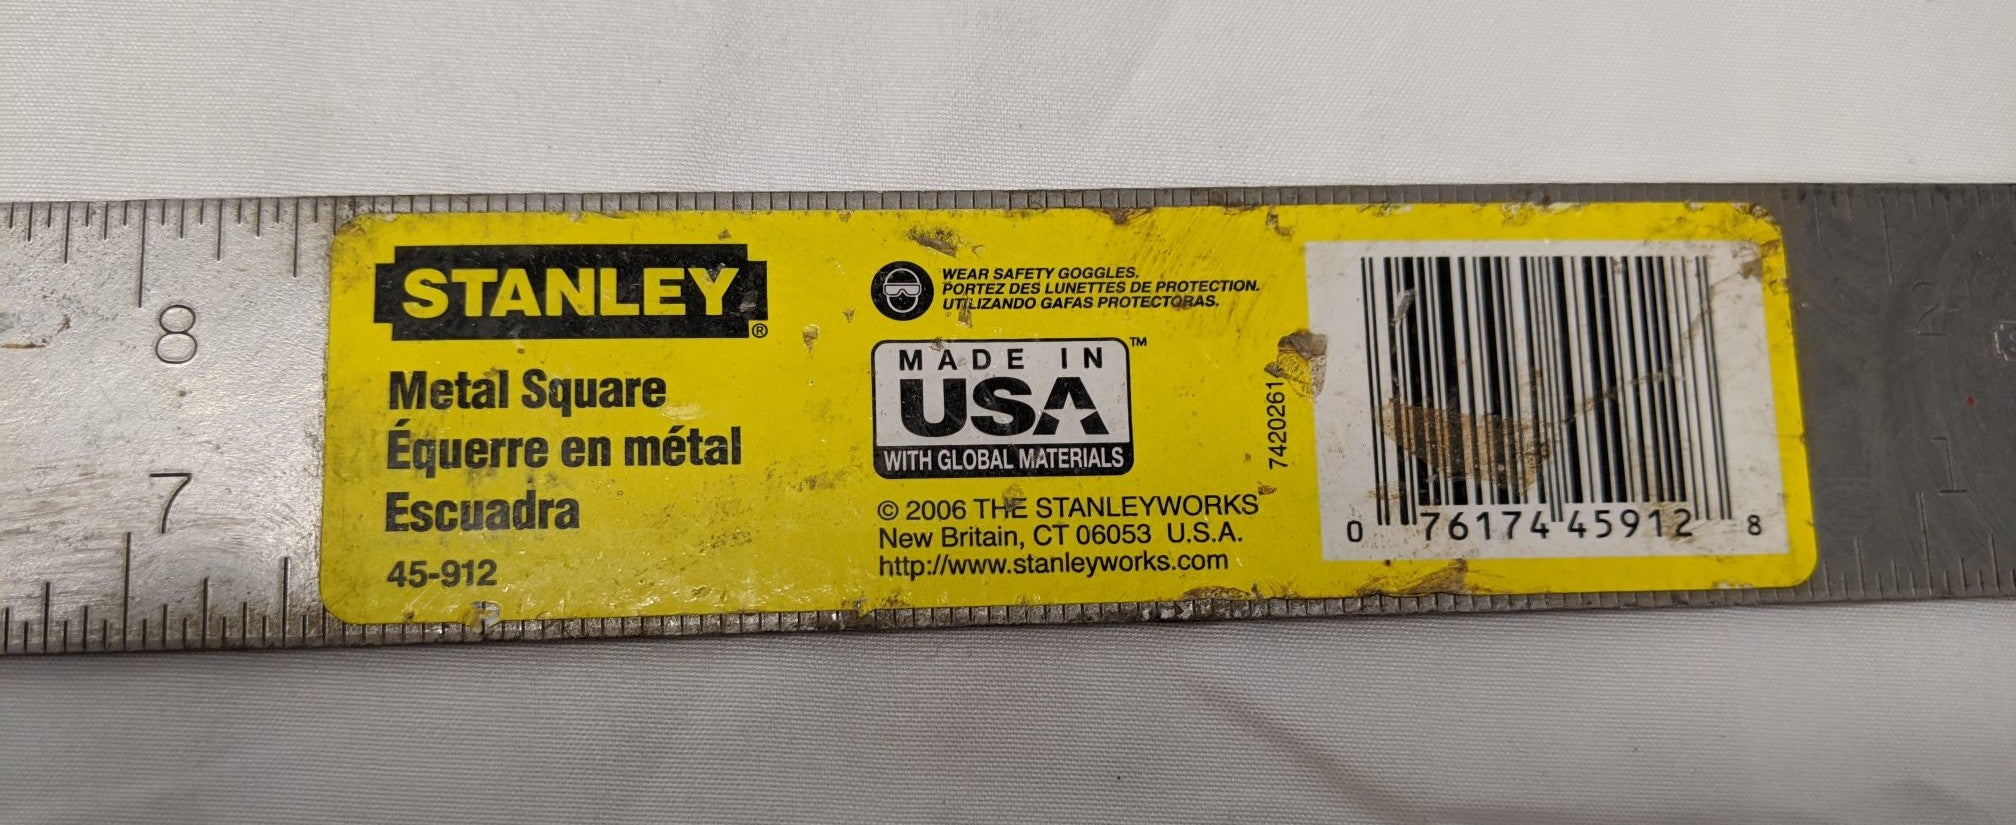 8
7
STANLEY®
Metal Square
Équerre en métal
Escuadra
45-912
WEAR SAFETY GOGGLES.
PORTEZ DES LUNETTES DE PROTECTION.
UTILIZANDO GAFAS PROTECTORAS.
MADE IN ™
USA
WITH GLOBAL MATERIALS
© 2006 THE STANLEYWORKS
New Britain, CT 06053 U.S.A.
http://www.stanleyworks.com
7420261
0 76174 45912 8
2
1